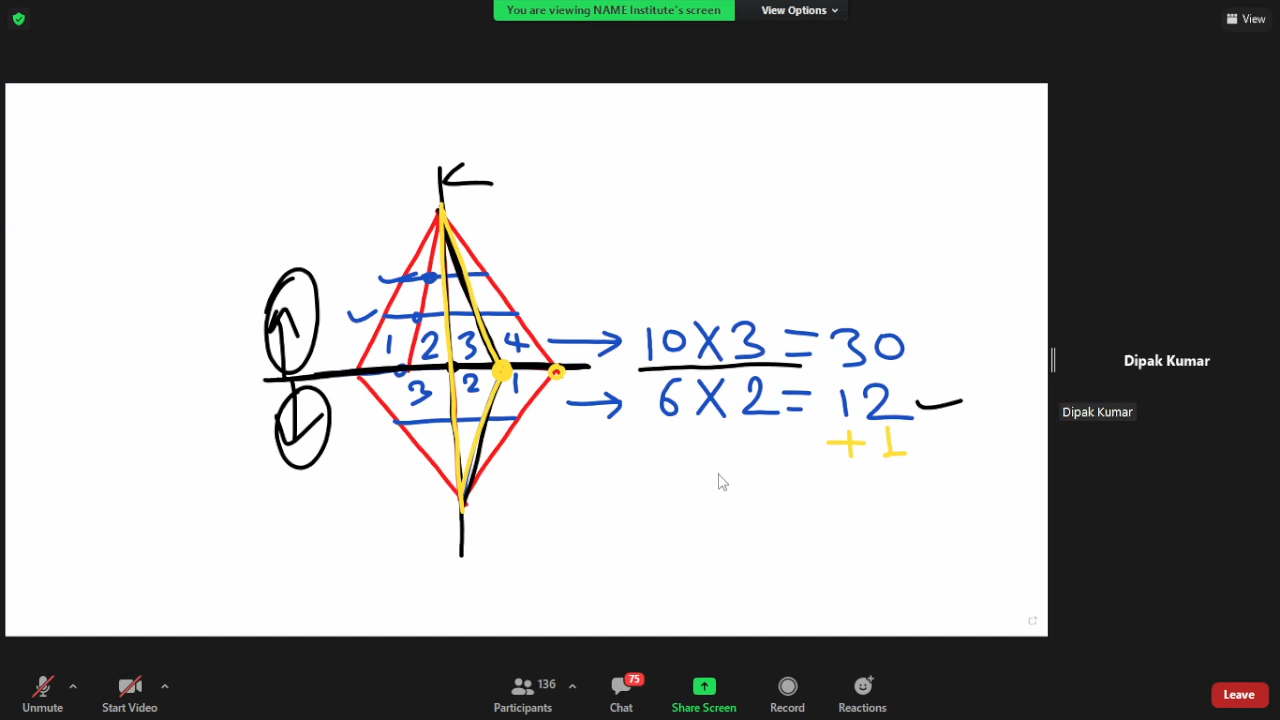 You are viewing NAME Institute's screen
View Options
View
1 2 3 4
10 X 3 = 30
3 2 1
6 X 2 = 12
+ 1
Dipak Kumar
Dipak Kumar
Unmute
Start Video
136
Participants
75
Chat
Share Screen
Record
Reactions
Leave